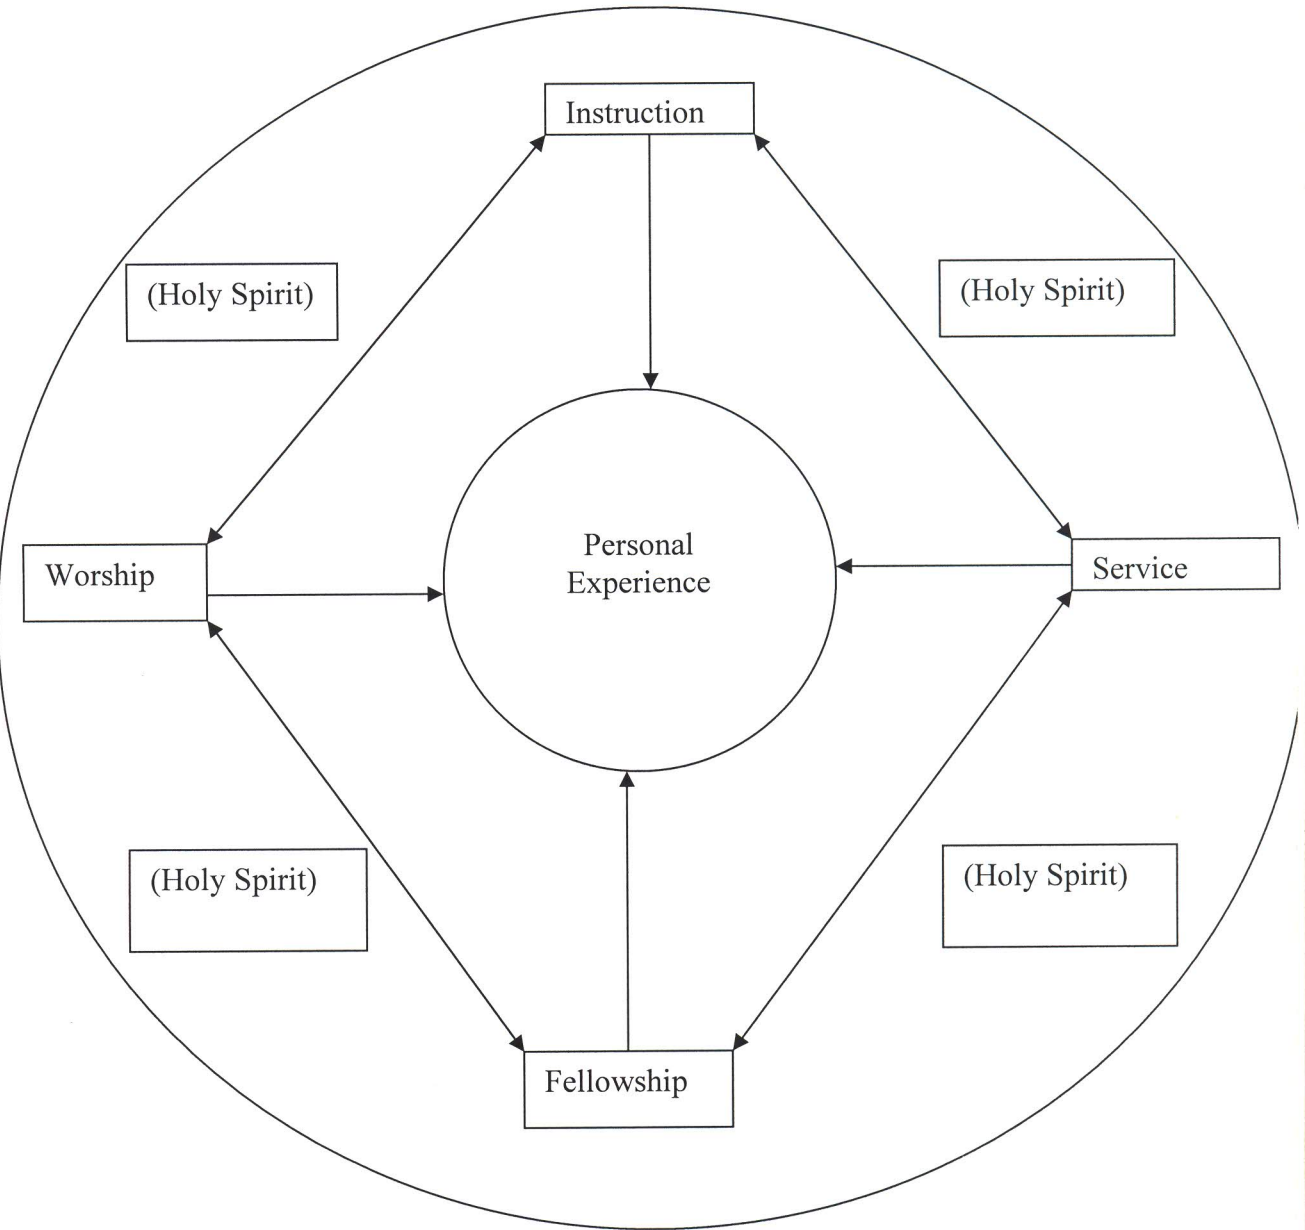 Instruction
(Holy Spirit)
(Holy Spirit)
Personal
Experience
Worship
Service
(Holy Spirit)
(Holy Spirit)
Fellowship